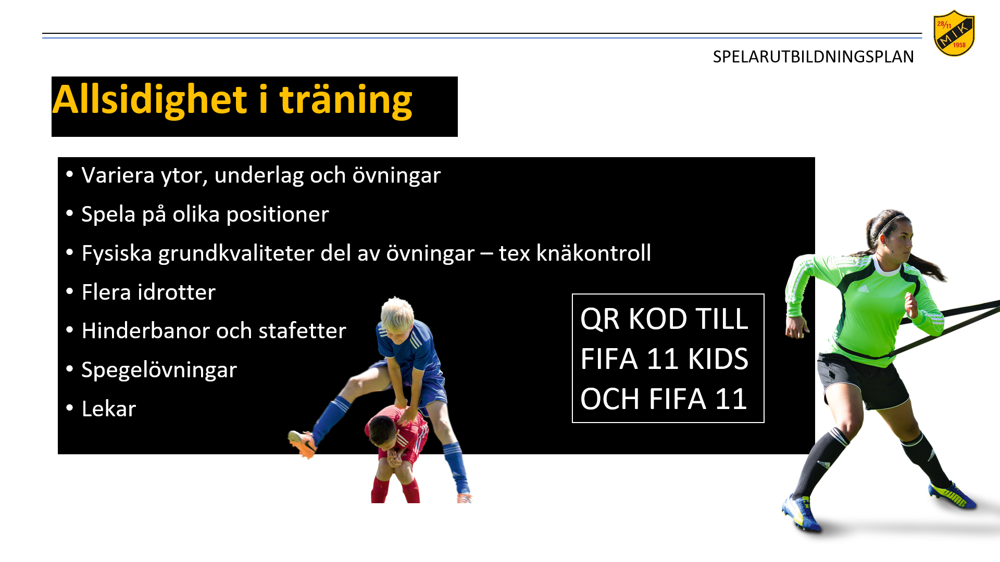 28/11
MIK
1958
SPELARUTBILDNINGSPLAN
Allsidighet i träning
• Variera ytor, underlag och övningar
• Spela på olika positioner
• Fysiska grundkvaliteter del av övningar – tex knäkontroll
• Flera idrotter
• Hinderbanor och stafetter
• Spegelövningar
• Lekar
QR KOD TILL
FIFA 11 KIDS
OCH FIFA 11
PUMA